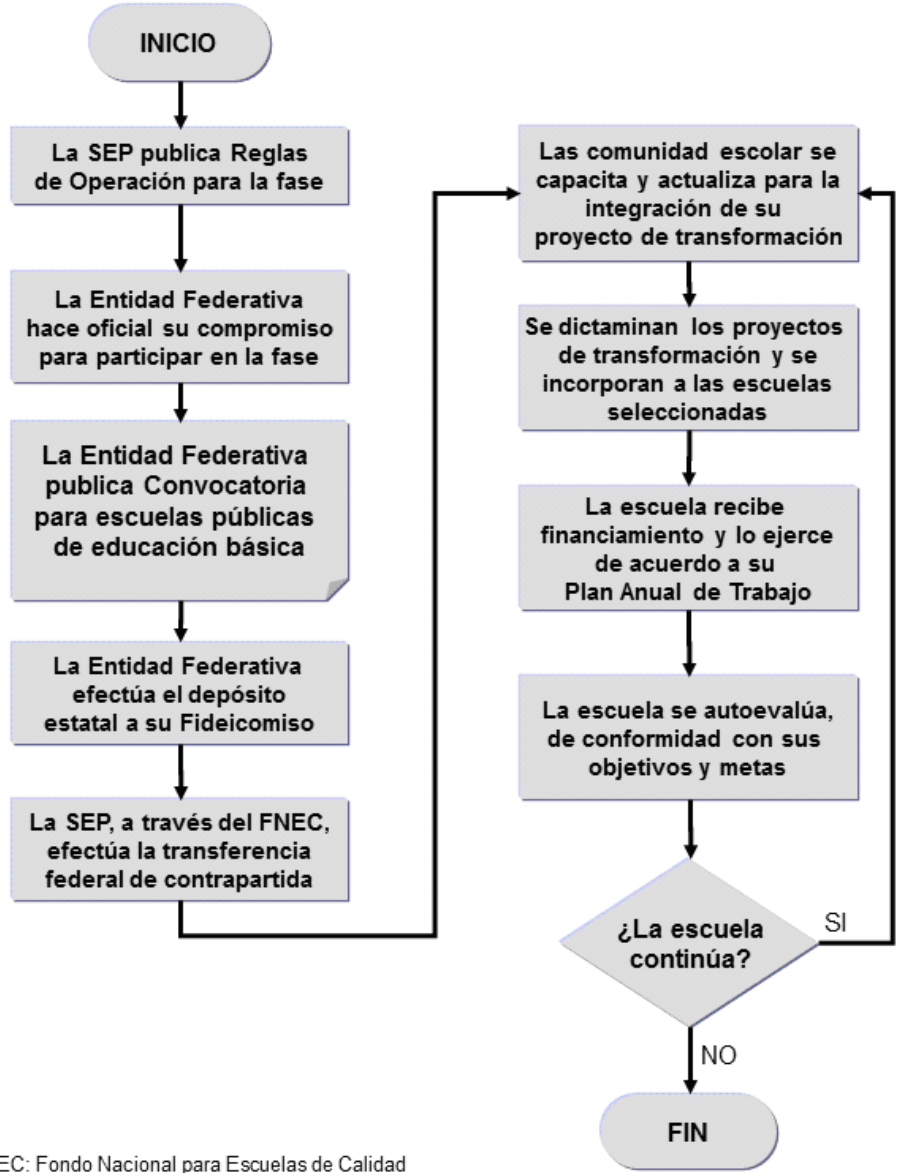 INICIO
La SEP publica Reglas
de Operación para la fase
La Entidad Federativa
hace oficial su compromiso
para participar en la fase
La Entidad Federativa
publica Convocatoria
para escuelas públicas
de educación básica
La Entidad Federativa
efectúa el depósito
estatal a su Fideicomiso
La SEP, a través del FNEC,
efectúa la transferencia
federal de contrapartida
Las comunidad escolar se
capacita y actualiza para la
integración de su
proyecto de transformación
Se dictaminan los proyectos
de transformación y se
incorporan a las escuelas
seleccionadas
La escuela recibe
financiamiento y lo ejerce
de acuerdo a su
Plan Anual de Trabajo
La escuela se autoevalúa,
de conformidad con sus
objetivos y metas
¿La escuela
continúa?
SI
NO
FIN
EC: Fondo Nacional para Escuelas de Calidad